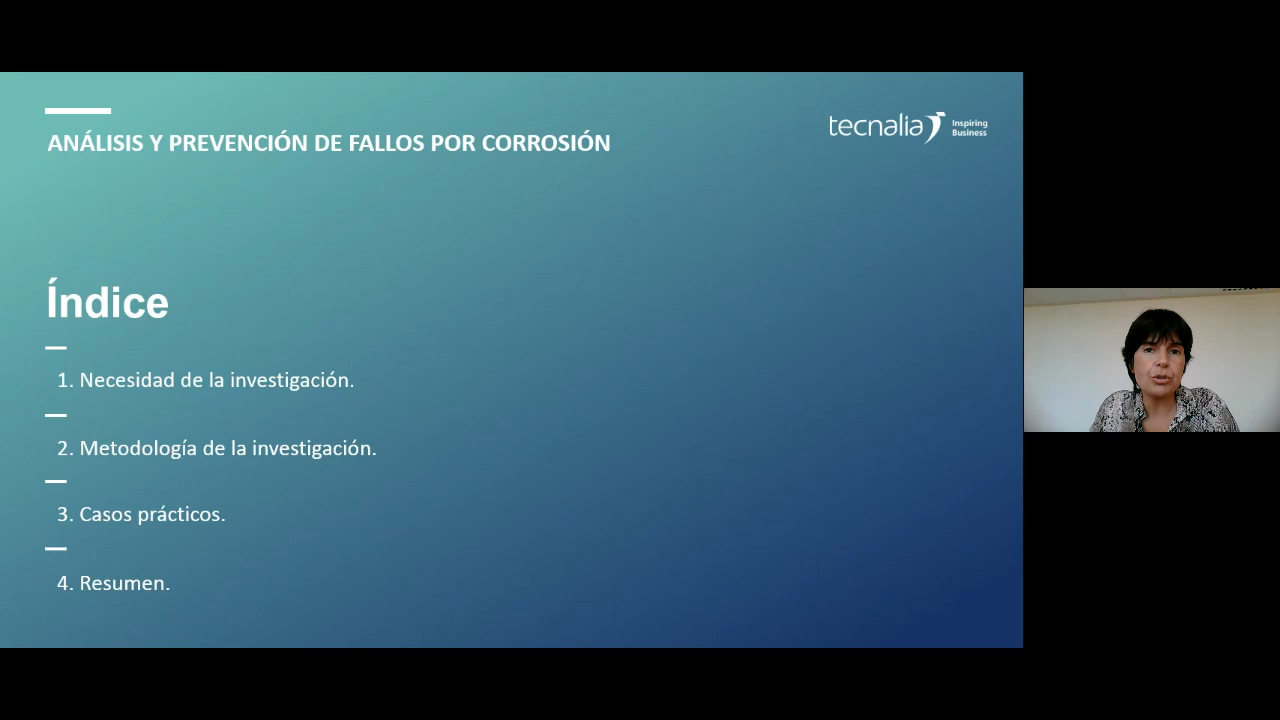 ANÁLISIS Y PREVENCIÓN DE FALLOS POR CORROSIÓN
tecnalia Inspiring
Business
Índice
1. Necesidad de la investigación.
2. Metodología de la investigación.
3. Casos prácticos.
4. Resumen.